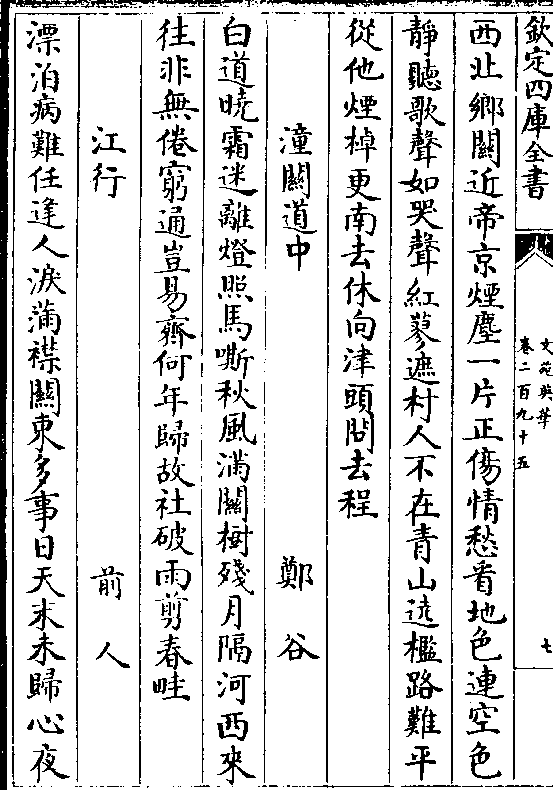 欽定四庫全書
文苑英華
卷二百九十五
七
西北鄉關近帝京煙塵一片正傷情愁看地色連空色
靜聽歌聲如哭聲紅蓼遮村人不在青山遶檻路難平
從他煙棹更南去休向津頭問去程
潼關道中 鄭谷
白道曉霜迷離燈照馬嘶秋風滿關樹殘月隔河西來
往非無倦窮通豈易齊何年歸故社破雨剪春畦
江行 前人
漂泊病難任逢人淚滿襟關東多事日天末未歸心夜